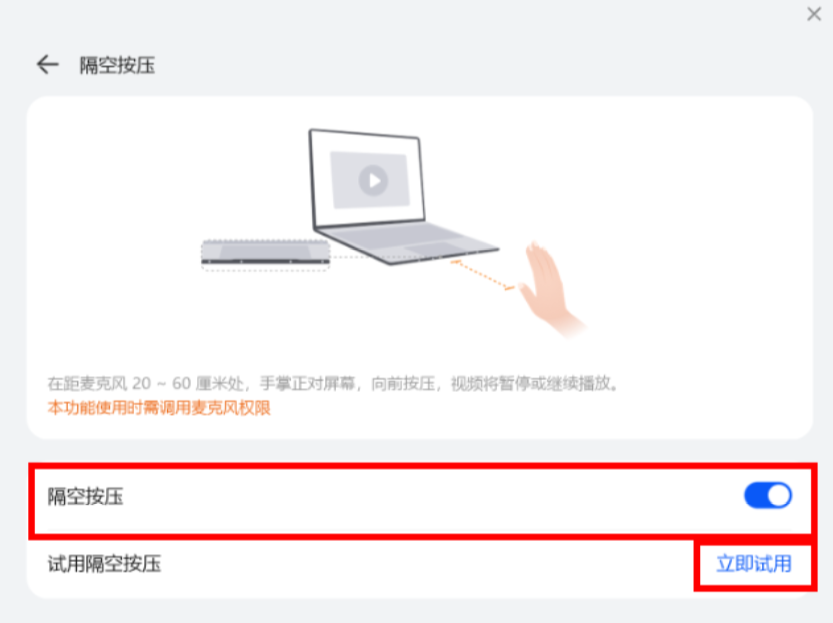 隔空按压
在距麦克风 20 ~ 60 厘米处，手掌正对屏幕，向前按压，视频将暂停或继续播放。
本功能使用时需调用麦克风权限
隔空按压
试用隔空按压 立即试用